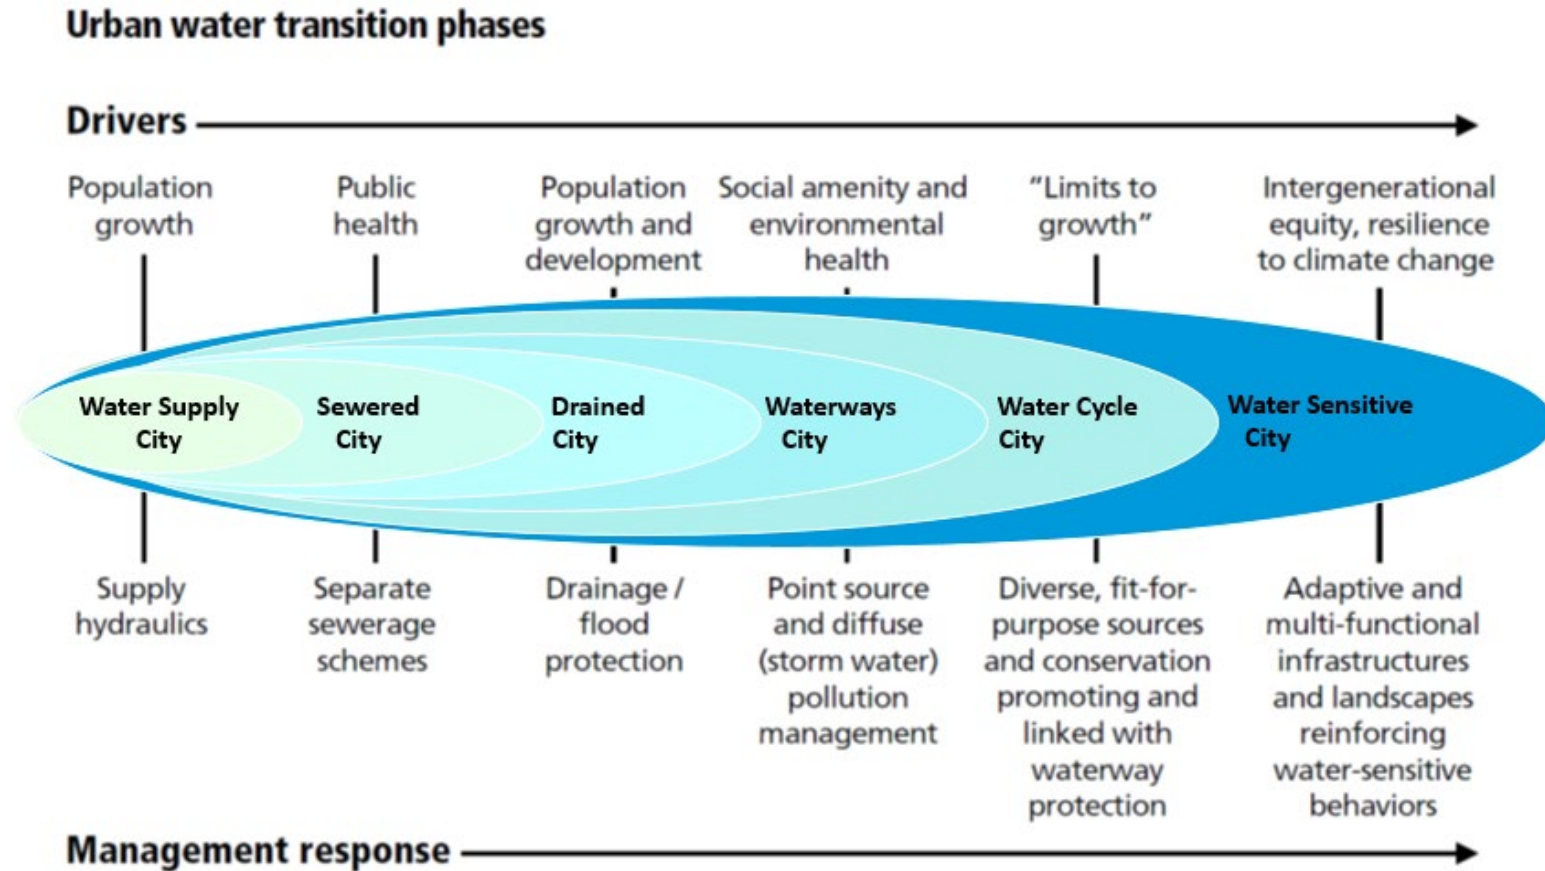 Urban water transition phases
Drivers
Population
growth
Public
health
Population
growth and
development
Social amenity and
environmental
health
“Limits to
growth”
Intergenerational
equity, resilience
to climate change
Water Supply
City
Sewered
City
Drained
City
Waterways
City
Water Cycle
City
Water Sensitive
City
Supply
hydraulics
Separate
sewerage
schemes
Drainage /
flood
protection
Point source
and diffuse
(storm water)
pollution
management
Diverse, fit-for-
purpose sources
and conservation
promoting and
linked with
waterway
protection
Adaptive and
multi-functional
infrastructures
and landscapes
reinforcing
water-sensitive
behaviors
Management response